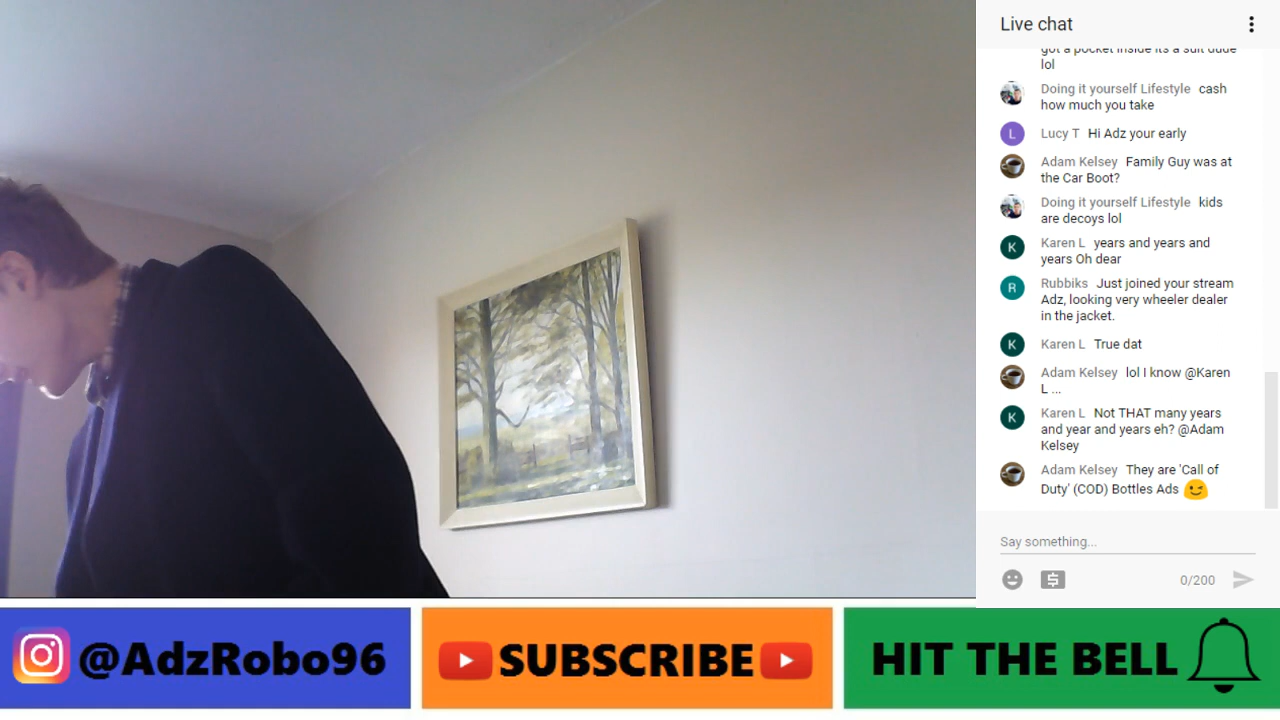 Live chat
got a pocket inside its a suit dude
lol
Doing it yourself Lifestyle cash
how much you take
L Lucy T Hi Adz your early
Adam Kelsey Family Guy was at
the Car Boot?
Doing it yourself Lifestyle kids
are decoys lol
K Karen L years and years and
years Oh dear
R Rubbiks Just joined your stream
Adz, looking very wheeler dealer
in the jacket.
K Karen L True dat
Adam Kelsey lol I know @Karen
L ...
K Karen L Not THAT many years
and year and years eh? @Adam
Kelsey
Adam Kelsey They are 'Call of
Duty' (COD) Bottles Ads 😉
Say something...
0/200
@AdzRobo96
SUBSCRIBE
HIT THE BELL